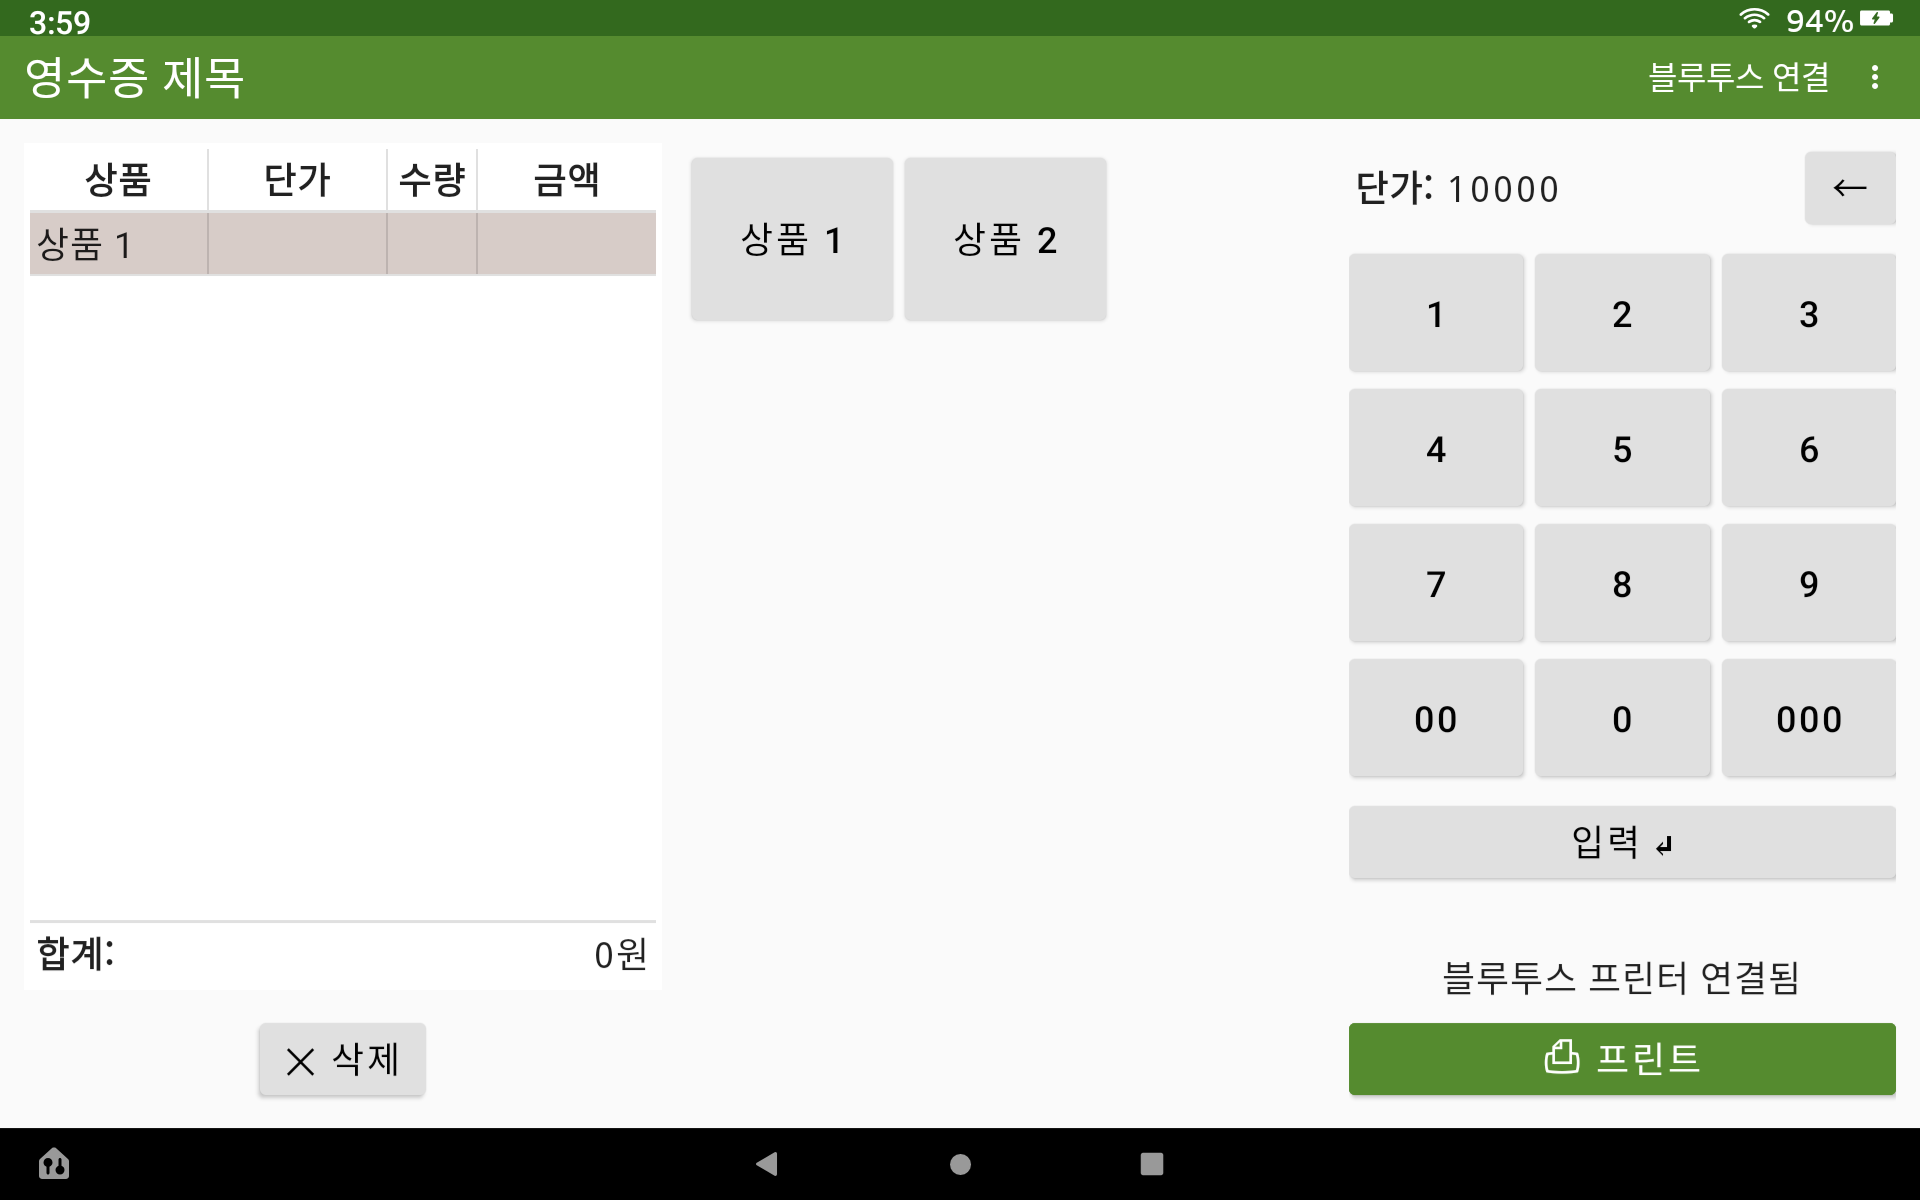 3:59
94%
영수증 제목
블루투스 연결
상품 단가 수량 금액
상품 1
합계: 0원
× 삭제
상품 1
상품 2
단가: 10000
←
1 2 3
4 5 6
7 8 9
00 0 000
입력 ↲
블루투스 프린터 연결됨
프린트